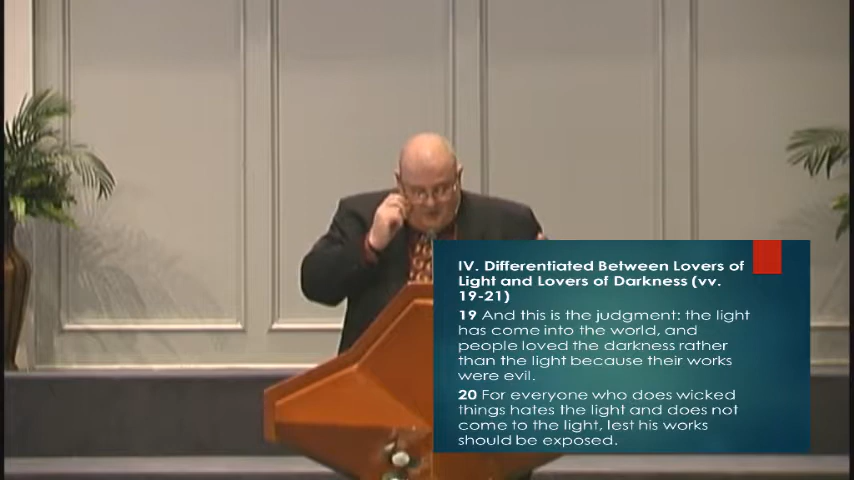 IV. Differentiated Between Lovers of
Light and Lovers of Darkness (vv.
19-21)
19 And this is the judgment: the light
has come into the world, and
people loved the darkness rather
than the light because their works
were evil.
20 For everyone who does wicked
things hates the light and does not
come to the light, lest his works
should be exposed.